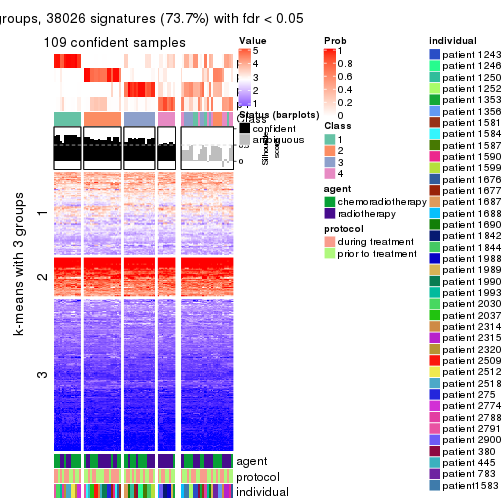 groups, 38026 signatures (73.7%) with fdr < 0.05
109 confident samples
k-means with 3 groups
1
2
3
Class
agent
protocol
individual
Value
5
4
3
2
1
Status (barplots)
confident
ambiguous
Silhouette
score
0.5
0
Prob
1
0.8
0.6
0.4
0.2
0
Class
1
2
3
4
agent
chemoradiotherapy
radiotherapy
protocol
during treatment
prior to treatment
individual
patient 1243
patient 1246
patient 1250
patient 1252
patient 1353
patient 1356
patient 1581
patient 1584
patient 1587
patient 1590
patient 1599
patient 1676
patient 1677
patient 1687
patient 1688
patient 1690
patient 1842
patient 1844
patient 1988
patient 1989
patient 1990
patient 1993
patient 2030
patient 2037
patient 2314
patient 2315
patient 2320
patient 2509
patient 2512
patient 2518
patient 275
patient 2774
patient 2788
patient 2791
patient 2900
patient 380
patient 445
patient 783
patient1583